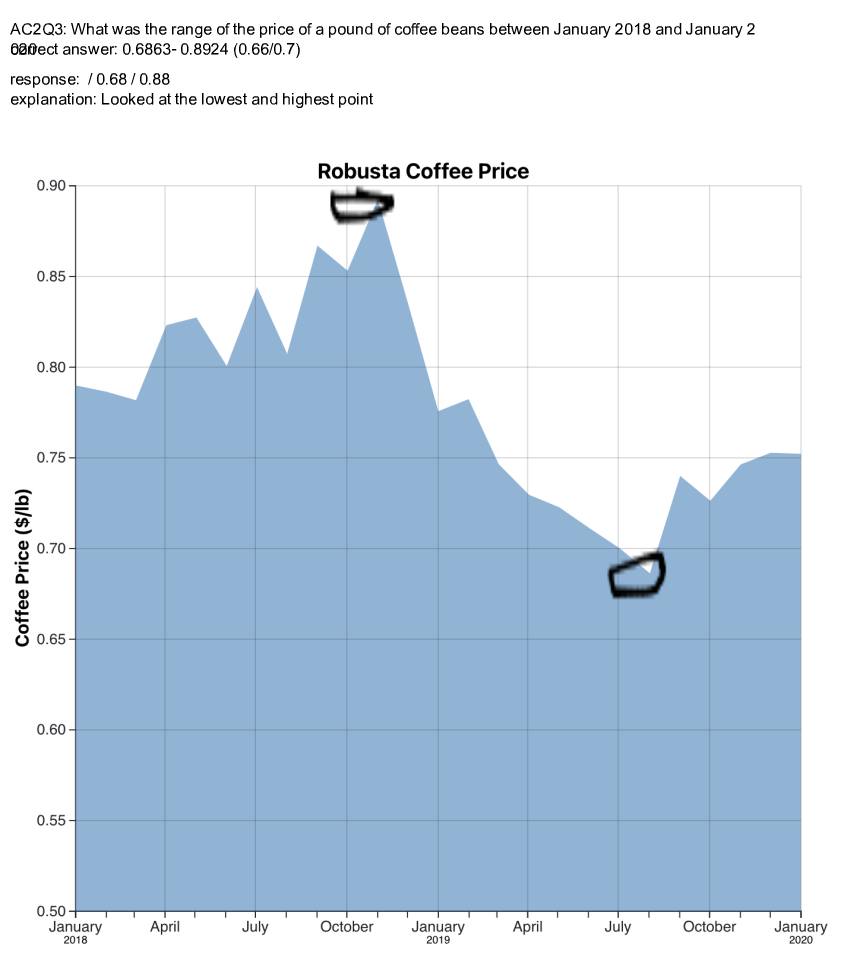 AC2Q3: What was the range of the price of a pound of coffee beans between January 2018 and January 2
020
correct answer: 0.6863- 0.8924 (0.66/0.7)
response:  / 0.68 / 0.88
explanation: Looked at the lowest and highest point
Robusta Coffee Price
Coffee Price ($/lb)
0.90
0.85
0.80
0.75
0.70
0.65
0.60
0.55
0.50
January April July October January April July October January
2018 2019 2020